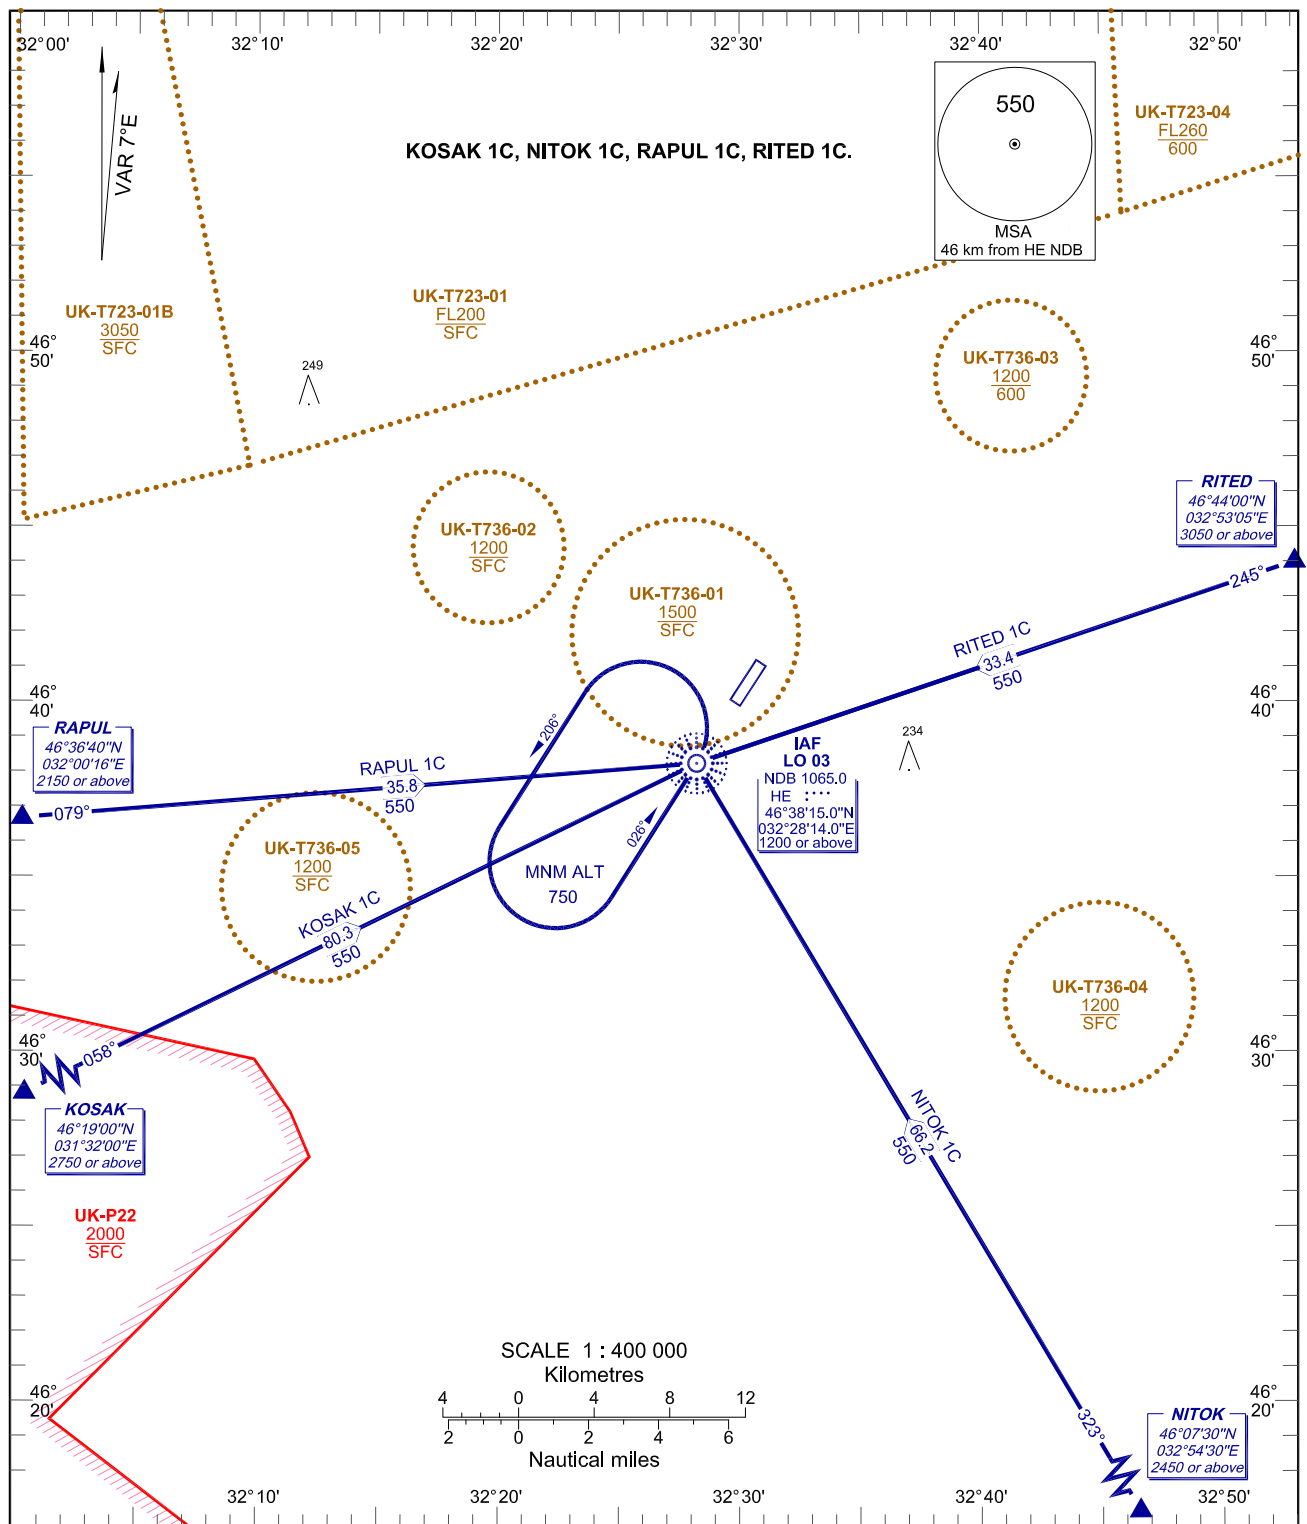 32°00'
32°10'
32°20'
32°30'
32°40'
32°50'
VAR 7°E
KOSAK 1C, NITOK 1C, RAPUL 1C, RITED 1C.
550
MSA
46 km from HE NDB
UK-T723-04
FL260
600
UK-T723-01B
3050
SFC
UK-T723-01
FL200
SFC
46°
50'
249
UK-T736-03
1200
600
46°
50'
RITED
46°44'00"N
032°53'05"E
3050 or above
UK-T736-02
1200
SFC
UK-T736-01
1500
SFC
245°
RITED 1C
33.4
550
46°
40'
46°
40'
RAPUL
46°36'40"N
032°00'16"E
2150 or above
206°
234
IAF
LO 03
NDB 1065.0
HE
46°38'15.0"N
032°28'14.0"E
1200 or above
RAPUL 1C
35.8
550
079°
026°
UK-T736-05
1200
SFC
MNM ALT
750
KOSAK 1C
80.3
550
UK-T736-04
1200
SFC
46°
30'
058°
46°
30'
KOSAK
46°19'00"N
031°32'00"E
2750 or above
NITOK 1C
66.2
550
UK-P22
2000
SFC
SCALE 1 : 400 000
Kilometres
4 0 4 8 12
2 0 2 4 6
Nautical miles
46°
20'
46°
20'
323°
NITOK
46°07'30"N
032°54'30"E
2450 or above
32°10'
32°20'
32°30'
32°40'
32°50'